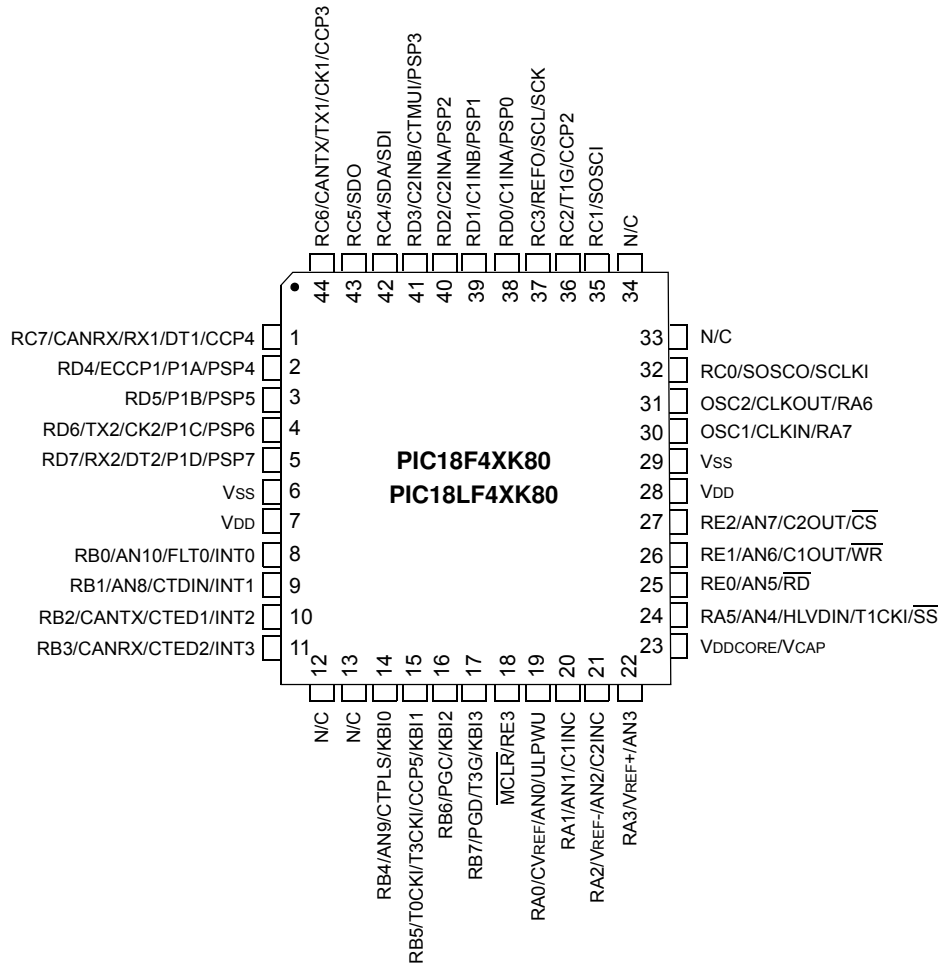 RC6/CANTX/TX1/CK1/CCP3
RC5/SDO
RC4/SDA/SDI
RD3/C2INB/CTMUI/PSP3
RD2/C2INA/PSP2
RD1/C1INB/PSP1
RD0/C1INA/PSP0
RC3/REFO/SCL/SCK
RC2/T1G/CCP2
RC1/SOSCI
N/C
44
43
42
41
40
39
38
37
36
35
34
RC7/CANRX/RX1/DT1/CCP4 1
RD4/ECCP1/P1A/PSP4 2
RD5/P1B/PSP5 3
RD6/TX2/CK2/P1C/PSP6 4
RD7/RX2/DT2/P1D/PSP7 5
VSS 6
VDD 7
RB0/AN10/FLT0/INT0 8
RB1/AN8/CTDIN/INT1 9
RB2/CANTX/CTED1/INT2 10
RB3/CANRX/CTED2/INT3 11
PIC18F4XK80
PIC18LF4XK80
33 N/C
32 RC0/SOSCO/SCLKI
31 OSC2/CLKOUT/RA6
30 OSC1/CLKIN/RA7
29 VSS
28 VDD
27 RE2/AN7/C2OUT/CS
26 RE1/AN6/C1OUT/WR
25 RE0/AN5/RD
24 RA5/AN4/HLVDIN/T1CKI/SS
23 VDDCORE/VCAP
12
13
14
15
16
17
18
19
20
21
22
N/C
N/C
RB4/AN9/CTPLS/KBI0
RB5/T0CKI/T3CKI/CCP5/KBI1
RB6/PGC/KBI2
RB7/PGD/T3G/KBI3
MCLR/RE3
RA0/CVREF/AN0/ULPWU
RA1/AN1/C1INC
RA2/VREF-/AN2/C2INC
RA3/VREF+/AN3